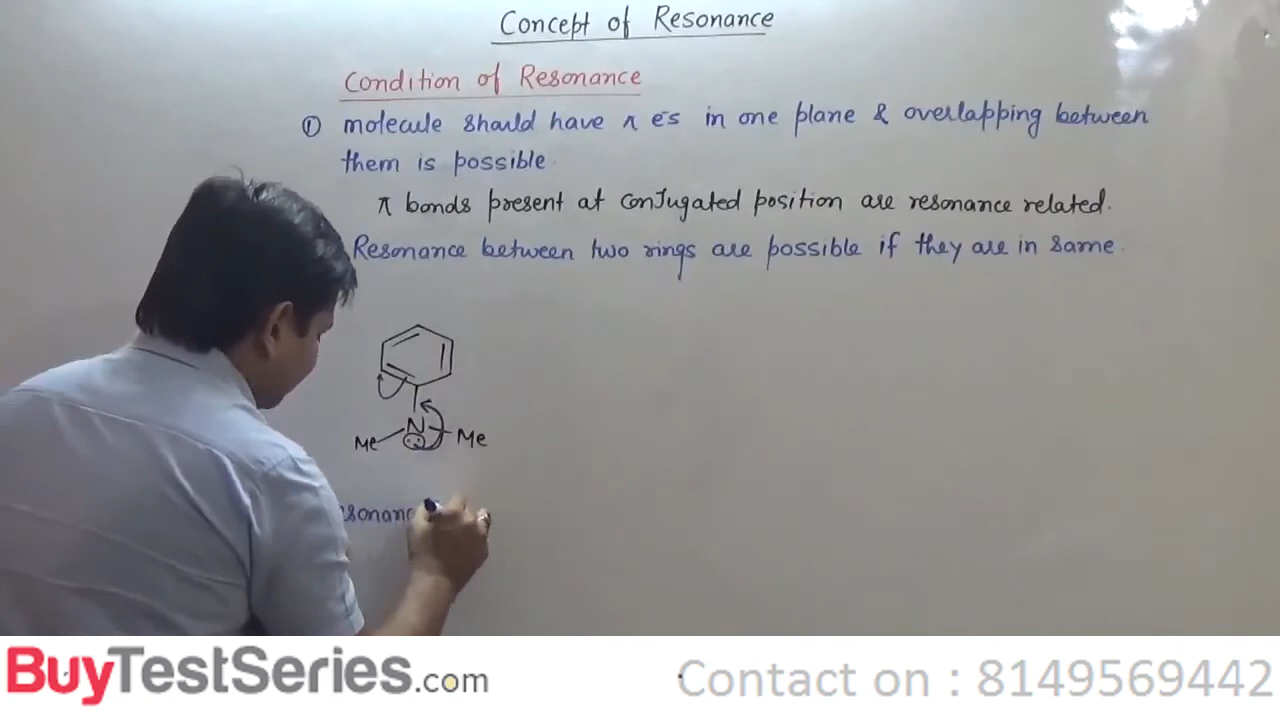 Concept of Resonance
Condition of Resonance
① molecule should have π e⁻s in one plane & overlapping between
them is possible.
π bonds present at conjugated position are resonance related.
Resonance between two rings are possible if they are in same.
N
Me
Me
BuyTestSeries.com
Contact on : 8149569442